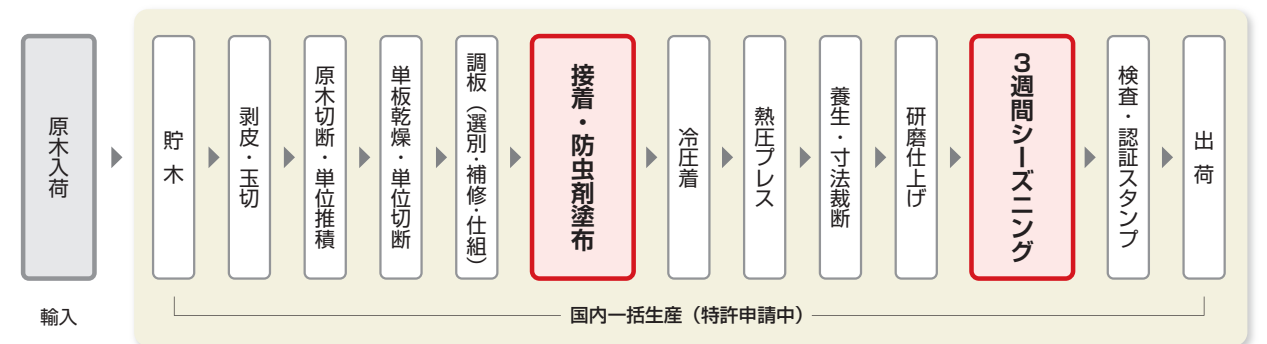 原木入荷
貯木
剥皮・玉切
原木切断・単位推積
単板乾燥・単位切断
調板（選別・補修・仕組）
接着・防虫剤塗布
冷圧着
熱圧プレス
養生・寸法裁断
研磨仕上げ
3週間シーズニング
検査・認証スタンプ
出荷
輸入
国内一括生産（特許申請中）